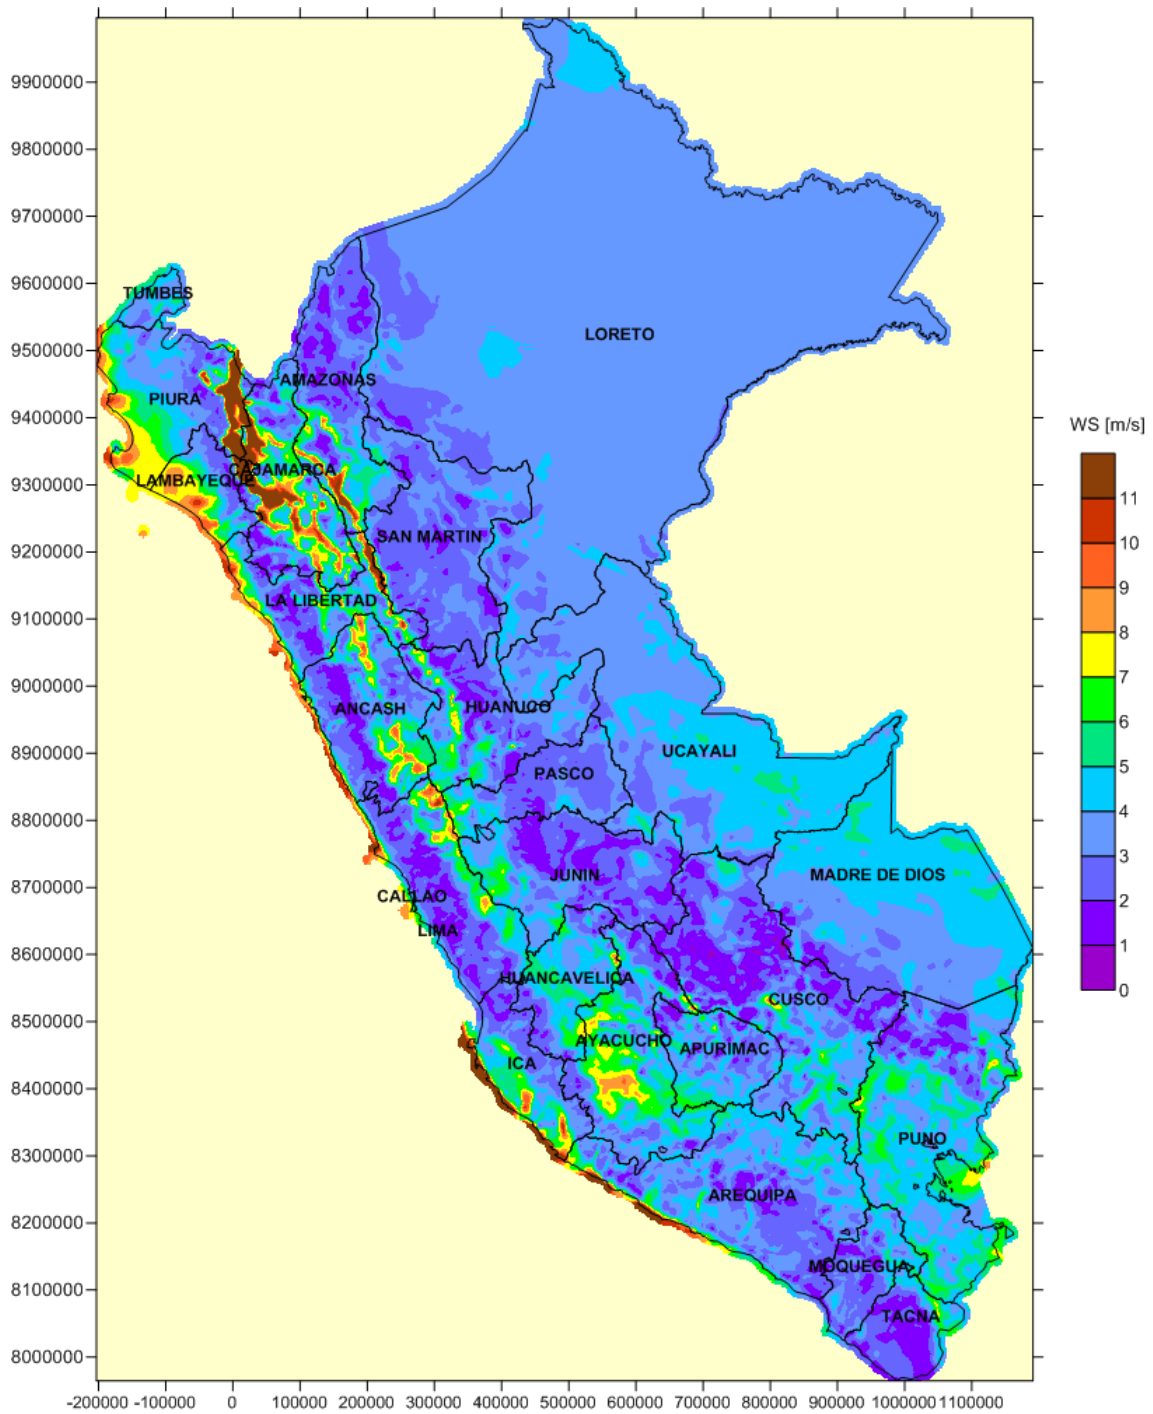 9900000
9800000
9700000
9600000
9500000
9400000
9300000
9200000
9100000
9000000
8900000
8800000
8700000
8600000
8500000
8400000
8300000
8200000
8100000
8000000
-200000 -100000 0 100000 200000 300000 400000 500000 600000 700000 800000 900000 1000000 1100000
TUMBES
LORETO
AMAZONAS
PIURA
CAJAMARCA
LAMBAYEQUE
SAN MARTIN
LA LIBERTAD
ANCASH
HUANUCO
UCAYALI
PASCO
JUNIN
MADRE DE DIOS
CALLAO
LIMA
HUANCAVELICA
CUSCO
AYACUCHO
APURIMAC
ICA
PUNO
AREQUIPA
MOQUEGUA
TACNA
WS [m/s]
11
10
9
8
7
6
5
4
3
2
1
0